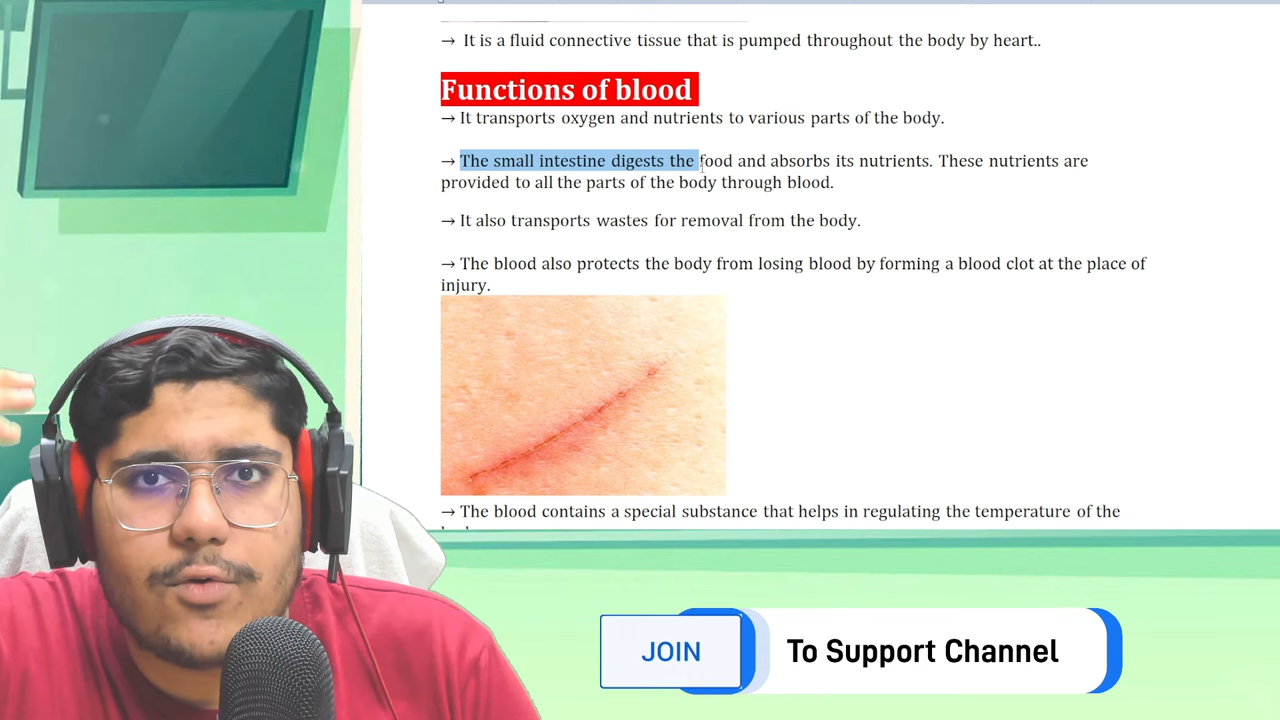 → It is a fluid connective tissue that is pumped throughout the body by heart..
Functions of blood
→ It transports oxygen and nutrients to various parts of the body.
→ The small intestine digests the food and absorbs its nutrients. These nutrients are
provided to all the parts of the body through blood.
→ It also transports wastes for removal from the body.
→ The blood also protects the body from losing blood by forming a blood clot at the place of
injury.
→ The blood contains a special substance that helps in regulating the temperature of the
JOIN To Support Channel